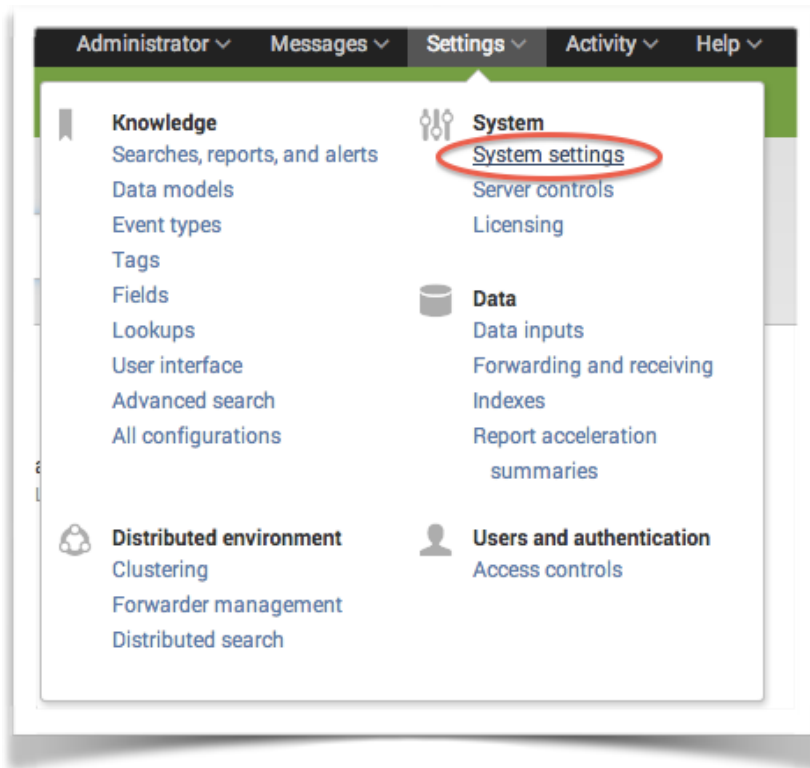 Administrator Messages Settings Activity Help
Knowledge
Searches, reports, and alerts
Data models
Event types
Tags
Fields
Lookups
User interface
Advanced search
All configurations
System
System settings
Server controls
Licensing
Data
Data inputs
Forwarding and receiving
Indexes
Report acceleration
summaries
Distributed environment
Clustering
Forwarder management
Distributed search
Users and authentication
Access controls